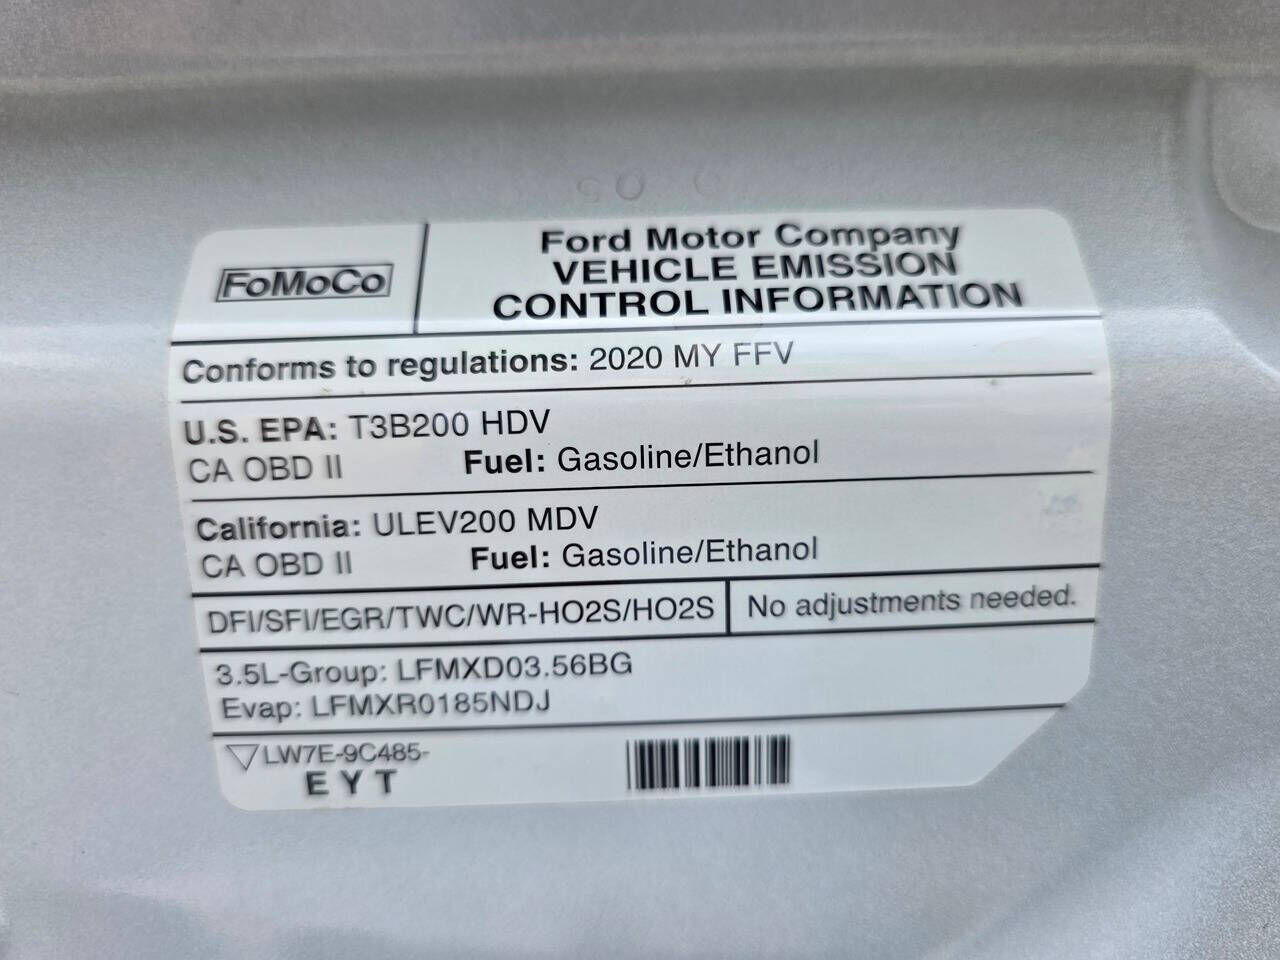 FoMoCo
Ford Motor Company
VEHICLE EMISSION
CONTROL INFORMATION
Conforms to regulations: 2020 MY FFV
U.S. EPA: T3B200 HDV
CA OBD II Fuel: Gasoline/Ethanol
California: ULEV200 MDV
CA OBD II Fuel: Gasoline/Ethanol
DFI/SFI/EGR/TWC/WR-HO2S/HO2S No adjustments needed.
3.5L-Group: LFMXD03.56BG
Evap: LFMXR0185NDJ
LW7E-9C485-
EYT